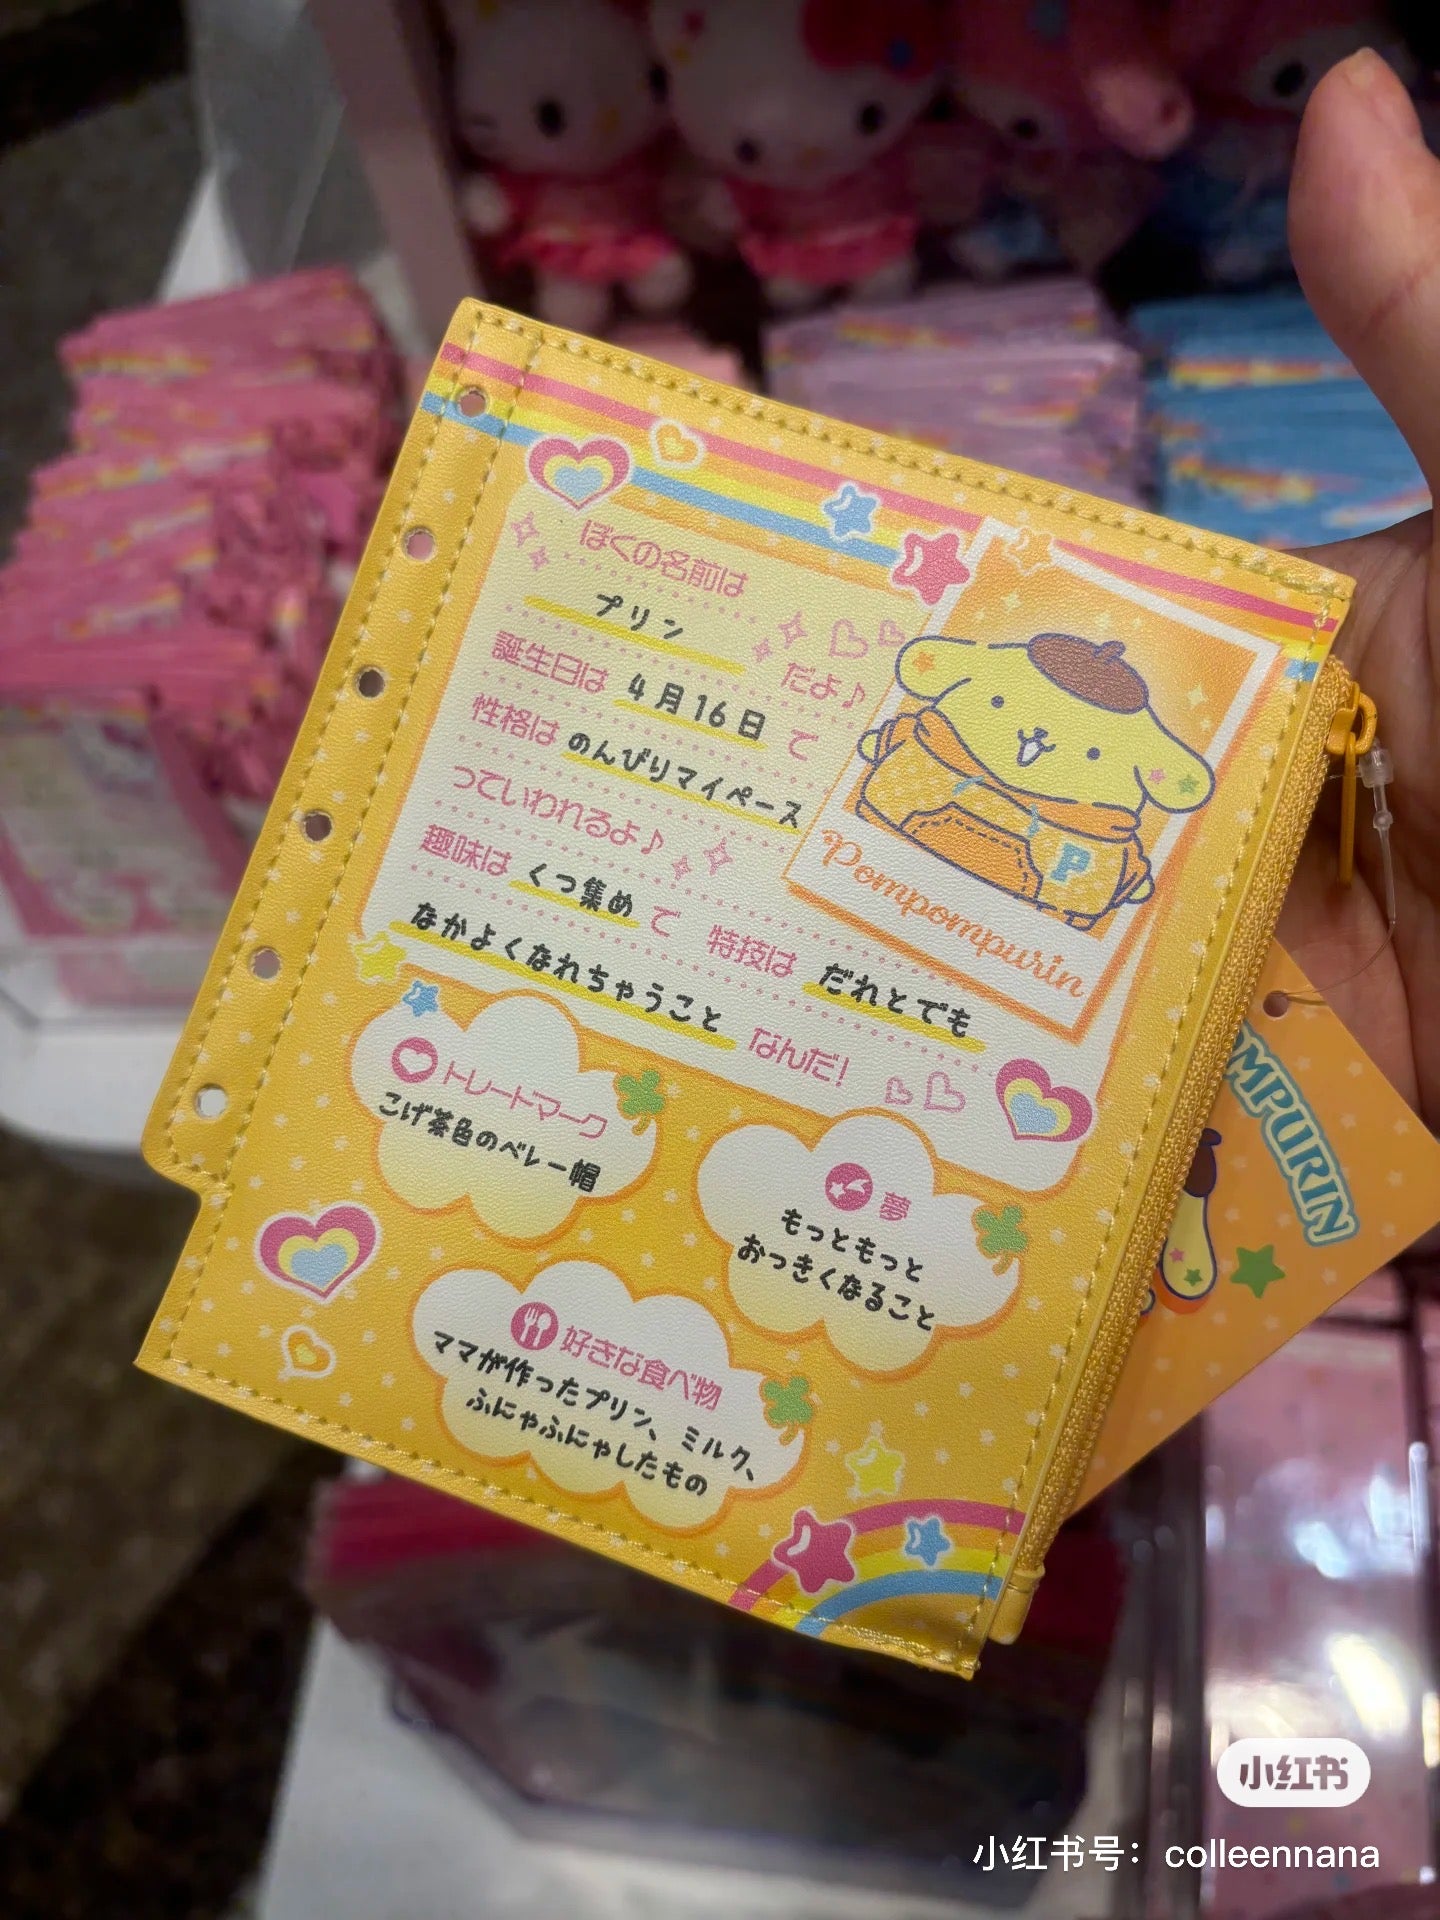 ぼくの名前は
プリン だよ♪
誕生日は 4月16日 で
性格は のんびりマイペース
っていわれるよ♪
趣味は くつ集め で 特技は だれとでも
なかよくなれちゃうこと なんだ!
Pompompurin
P
トレードマーク
こげ茶色のベレー帽
夢
もっともっと
おっきくなること
好きな食べ物
ママが作ったプリン、ミルク、
ふにゃふにゃしたもの
OMPURIN
小红书
小红书号：colleennana